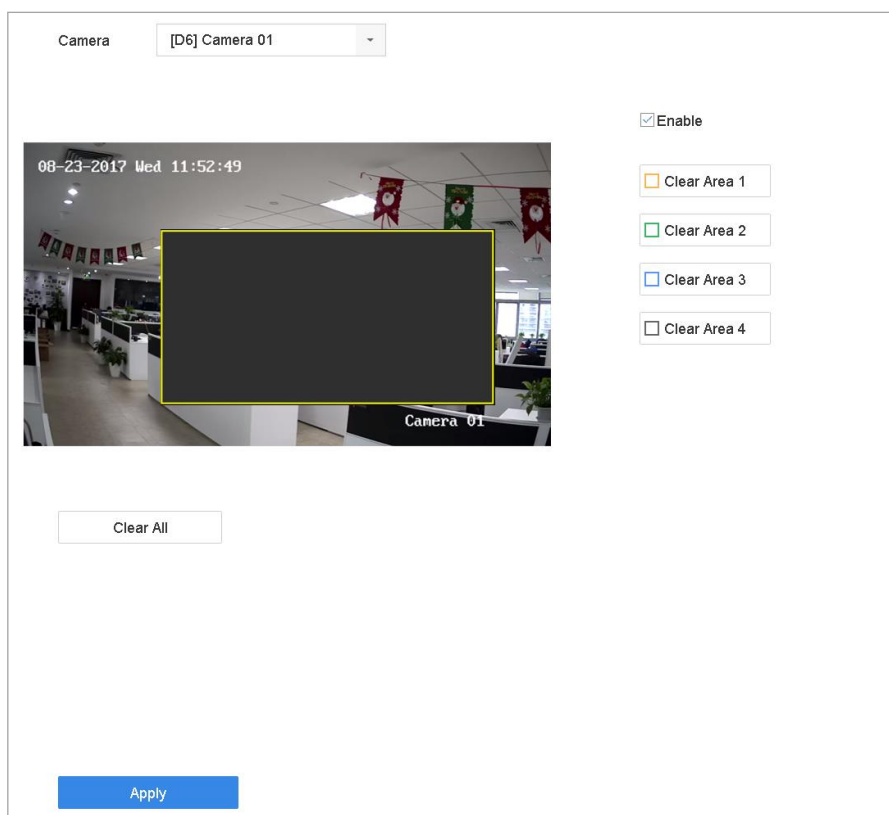 Camera [D6] Camera 01
Enable
08-23-2017 Wed 11:52:49
Clear Area 1
Clear Area 2
Clear Area 3
Clear Area 4
Camera 01
Clear All
Apply